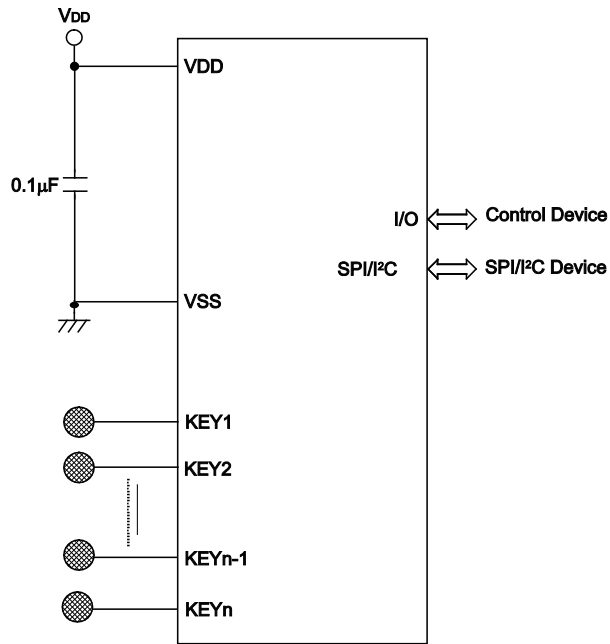 VDD
VDD
0.1μF
I/O Control Device
SPI/I²C SPI/I²C Device
VSS
KEY1
KEY2
KEYn-1
KEYn